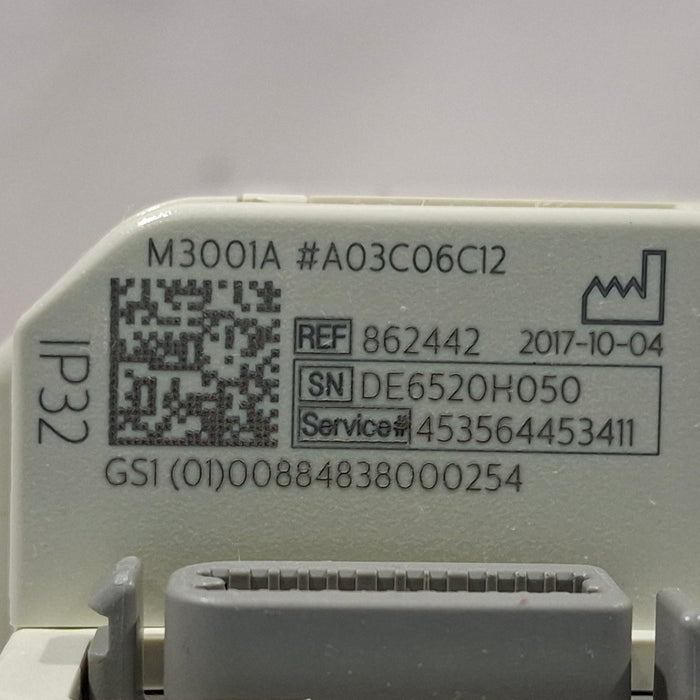 M3001A #A03C06C12
IP32
REF 862442 2017-10-04
SN DE6520H050
Service# 453564453411
GS1 (01)00884838000254